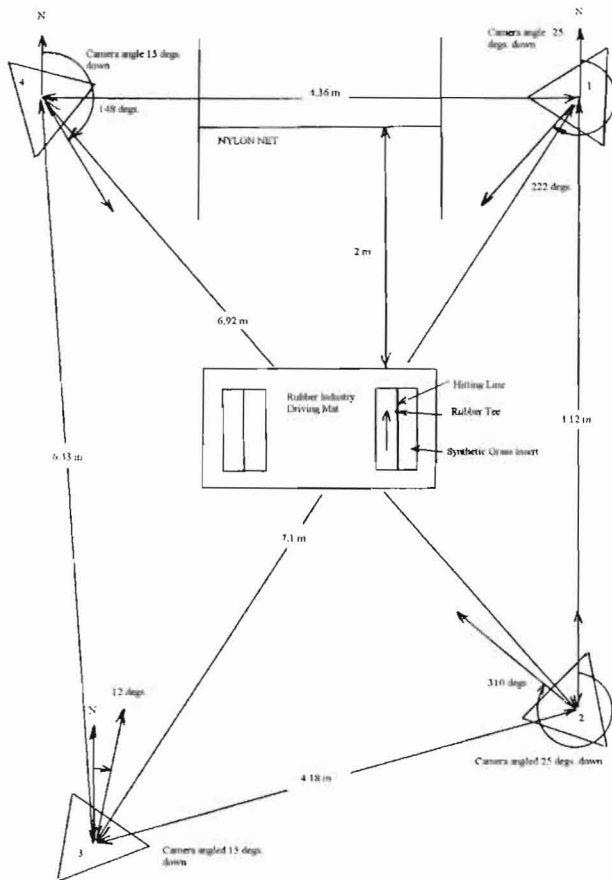 N
Camera angle 15 degs.
down
4
148 degs.
4.36 m
NYLON NET
Camera angle 25
degs. down
N
1
222 degs.
2 m
6.92 m
Rubber Industry
Driving Mat
Hitting Line
Rubber Tee
Synthetic Grass insert
4.12 m
7.1 m
12 degs.
N
310 degs.
2
Camera angled 25 degs. down
4.18 m
3
Camera angled 15 degs.
down